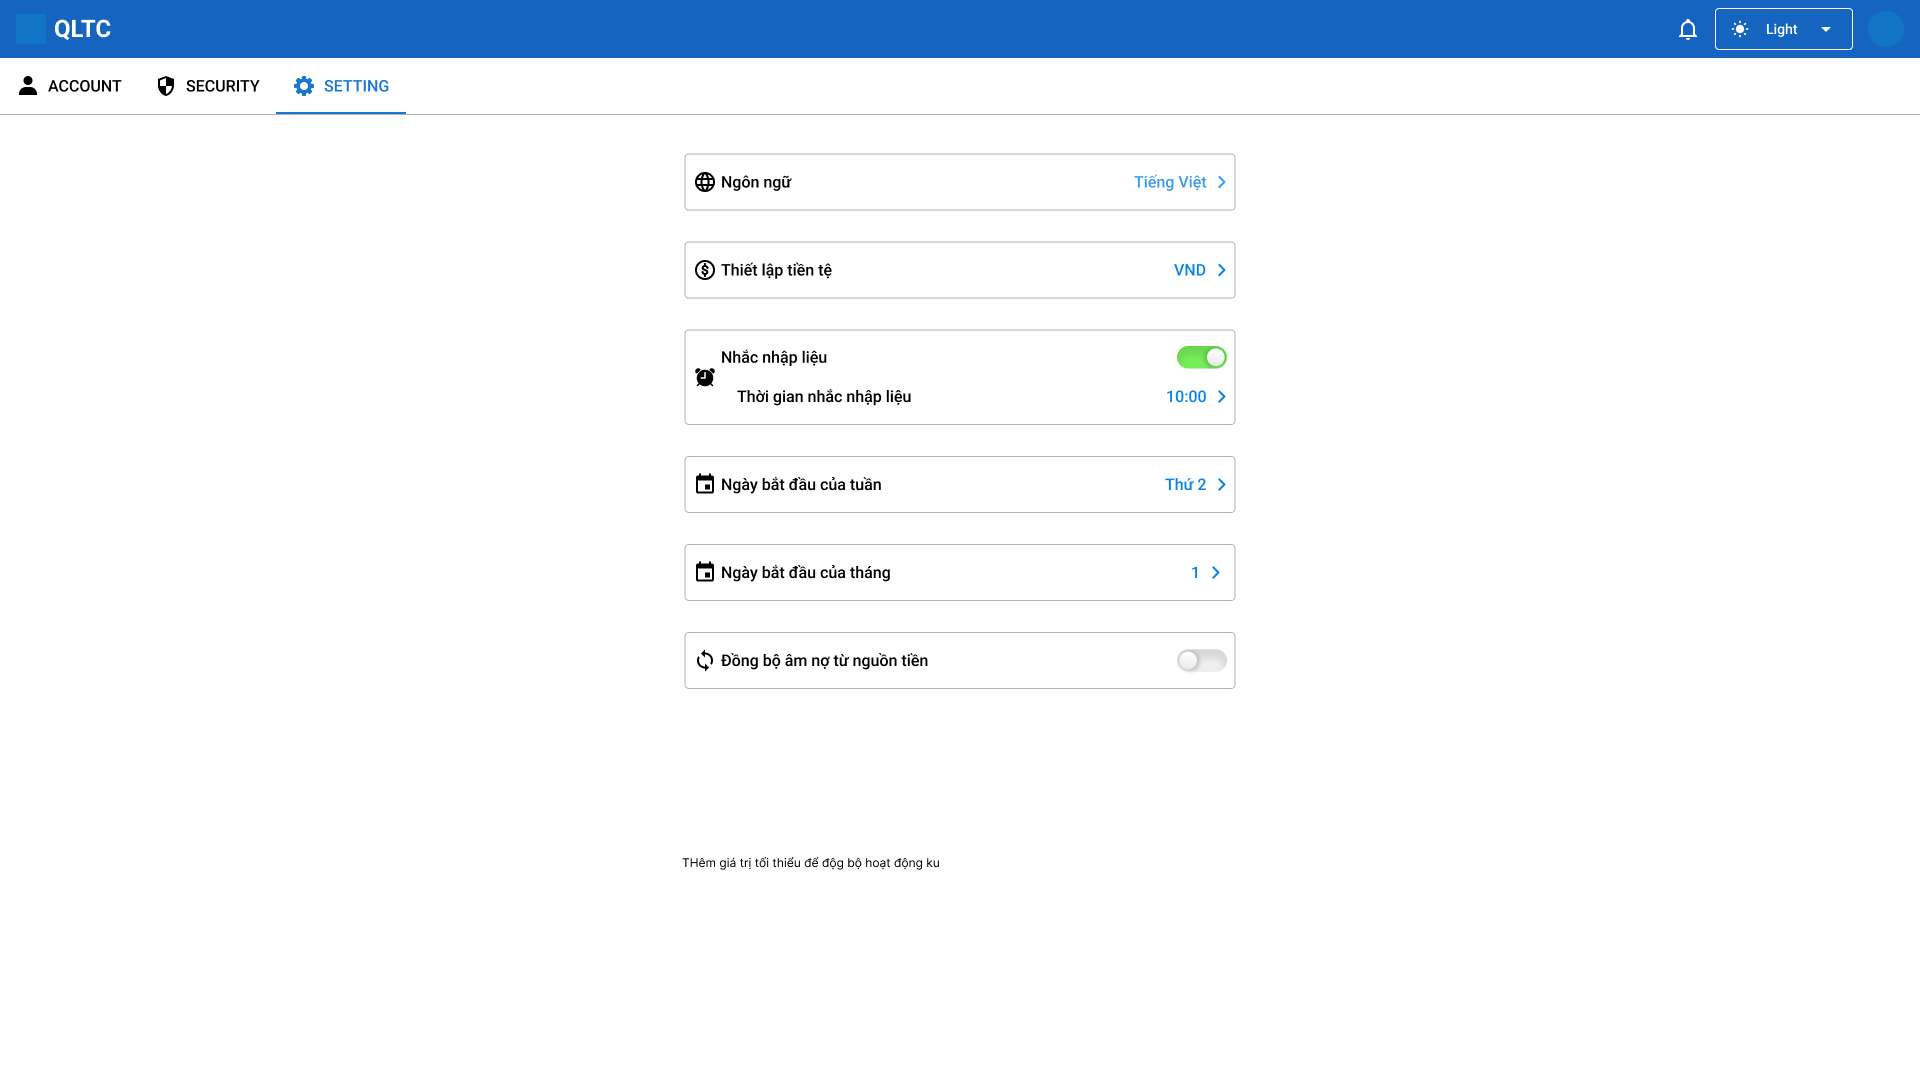 QLTC
Light
ACCOUNT
SECURITY
SETTING
Ngôn ngữ
Tiếng Việt
Thiết lập tiền tệ
VND
Nhắc nhập liệu
Thời gian nhắc nhập liệu
10:00
Ngày bắt đầu của tuần
Thứ 2
Ngày bắt đầu của tháng
1
Đồng bộ âm nợ từ nguồn tiền
THêm giá trị tối thiểu để độg bộ hoạt động ku